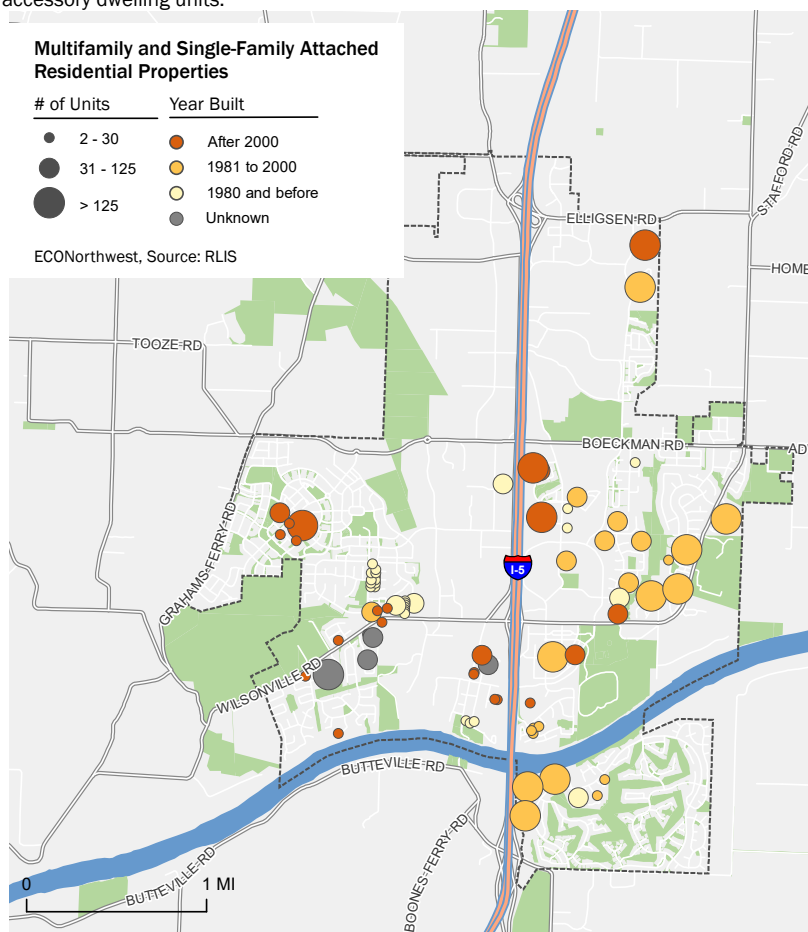 accessory dwelling units.
Multifamily and Single-Family Attached
Residential Properties
# of Units
2 - 30
31 - 125
> 125
Year Built
After 2000
1981 to 2000
1980 and before
Unknown
ECONorthwest, Source: RLIS
STAFFORD RD
ELLIGSEN RD
HOME
TOOZE RD
BOECKMAN RD
AD
GRAHAMS-FERRY-RD
I-5
WILSONVILLE RD
BUTTEVILLE RD
BOONES-FERRY-RD
BUTTEVILLE-RD
0
1 MI